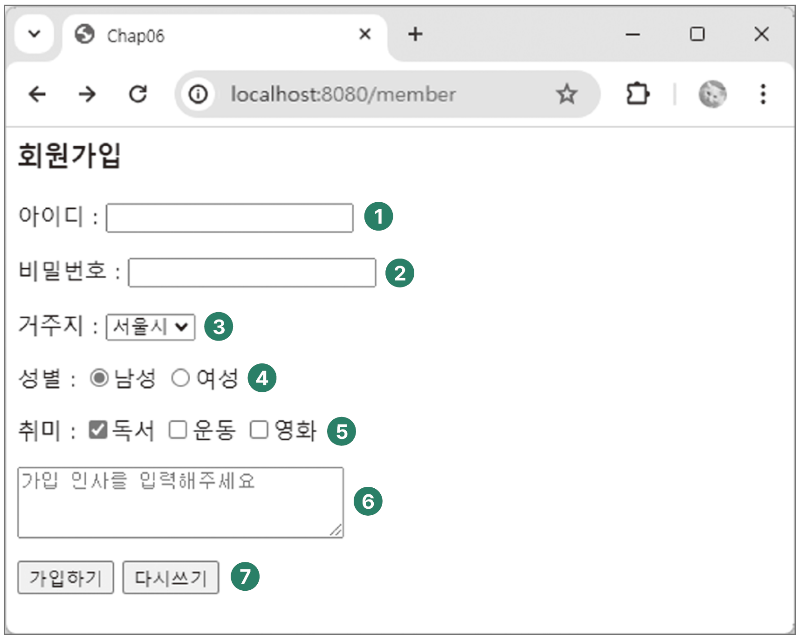 Chap06
localhost:8080/member
회원가입
아이디 : 1
비밀번호 : 2
거주지 : 서울시 3
성별 : 남성 여성 4
취미 : 독서 운동 영화 5
가입 인사를 입력해주세요 6
가입하기 다시쓰기 7